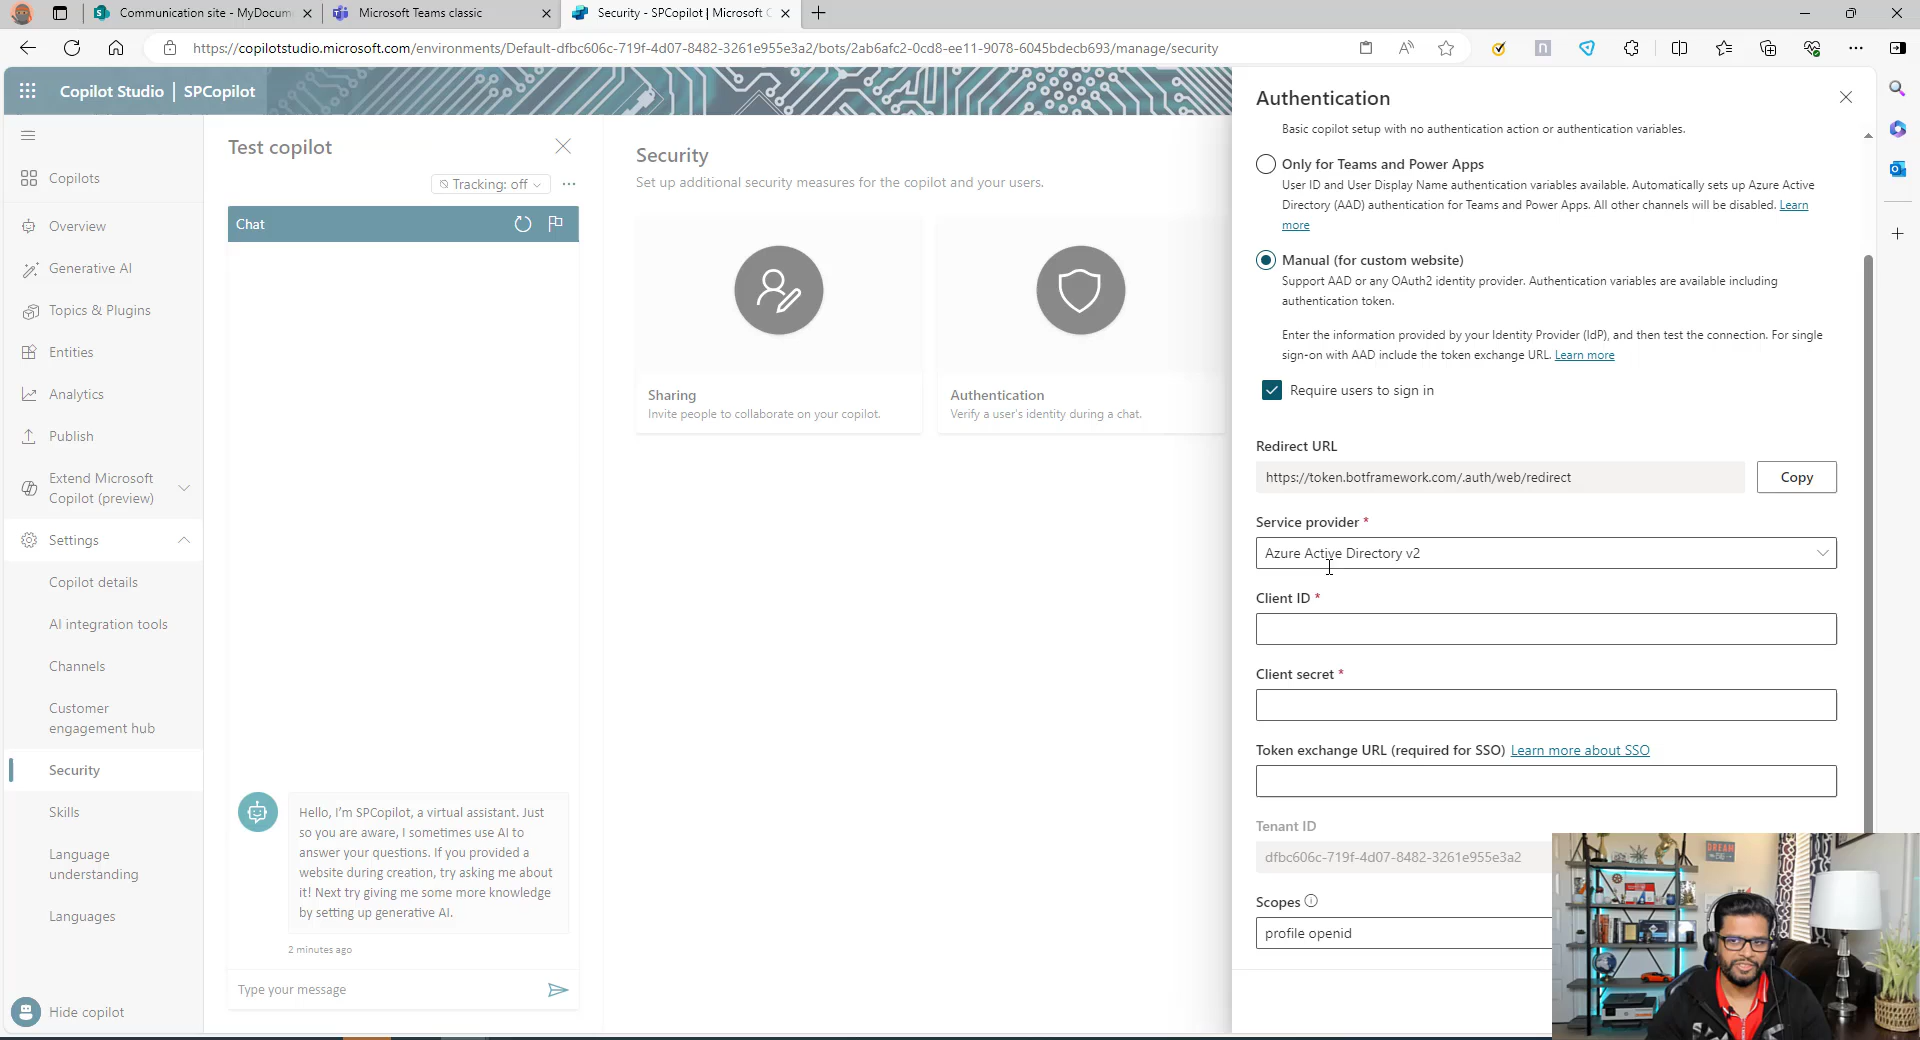 Communication site - MyDocum
Microsoft Teams classic
Security - SPCopilot | Microsoft C
https://copilotstudio.microsoft.com/environments/Default-dfbc606c-719f-4d07-8482-3261e955e3a2/bots/2ab6afc2-0cd8-ee11-9078-6045bdecb693/manage/security
Copilot Studio | SPCopilot
Copilots
Overview
Generative AI
Topics & Plugins
Entities
Analytics
Publish
Extend Microsoft
Copilot (preview)
Settings
Copilot details
AI integration tools
Channels
Customer
engagement hub
Security
Skills
Language
understanding
Languages
Hide copilot
Test copilot
Tracking: off
Chat
Hello, I'm SPCopilot, a virtual assistant. Just
so you are aware, I sometimes use AI to
answer your questions. If you provided a
website during creation, try asking me about
it! Next try giving me some more knowledge
by setting up generative AI.
2 minutes ago
Type your message
Security
Set up additional security measures for the copilot and your users.
Sharing
Invite people to collaborate on your copilot.
Authentication
Verify a user's identity during a chat.
Authentication
Basic copilot setup with no authentication action or authentication variables.
Only for Teams and Power Apps
User ID and User Display Name authentication variables available. Automatically sets up Azure Active
Directory (AAD) authentication for Teams and Power Apps. All other channels will be disabled. Learn
more
Manual (for custom website)
Support AAD or any OAuth2 identity provider. Authentication variables are available including
authentication token.
Enter the information provided by your Identity Provider (IdP), and then test the connection. For single
sign-on with AAD include the token exchange URL. Learn more
Require users to sign in
Redirect URL
https://token.botframework.com/.auth/web/redirect
Copy
Service provider *
Azure Active Directory v2
Client ID *
Client secret *
Token exchange URL (required for SSO) Learn more about SSO
Tenant ID
dfbc606c-719f-4d07-8482-3261e955e3a2
Scopes
profile openid
DREAM